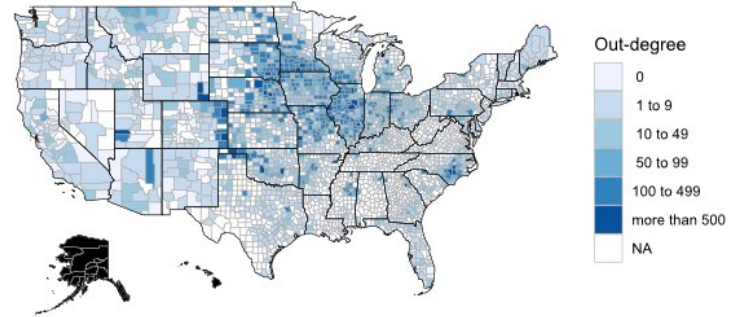 Out-degree
0
1 to 9
10 to 49
50 to 99
100 to 499
more than 500
NA